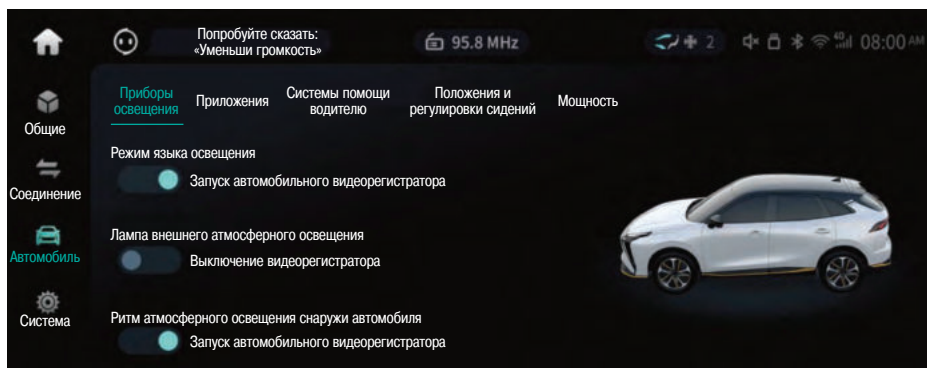 Попробуйте сказать:
«Уменьши громкость»
95.8 MHz
2
4G
08:00 AM
Приборы
освещения
Приложения
Системы помощи
водителю
Положения и
регулировки сидений
Мощность
Общие
Соединение
Автомобиль
Система
Режим языка освещения
Запуск автомобильного видеорегистратора
Лампа внешнего атмосферного освещения
Выключение видеорегистратора
Ритм атмосферного освещения снаружи автомобиля
Запуск автомобильного видеорегистратора